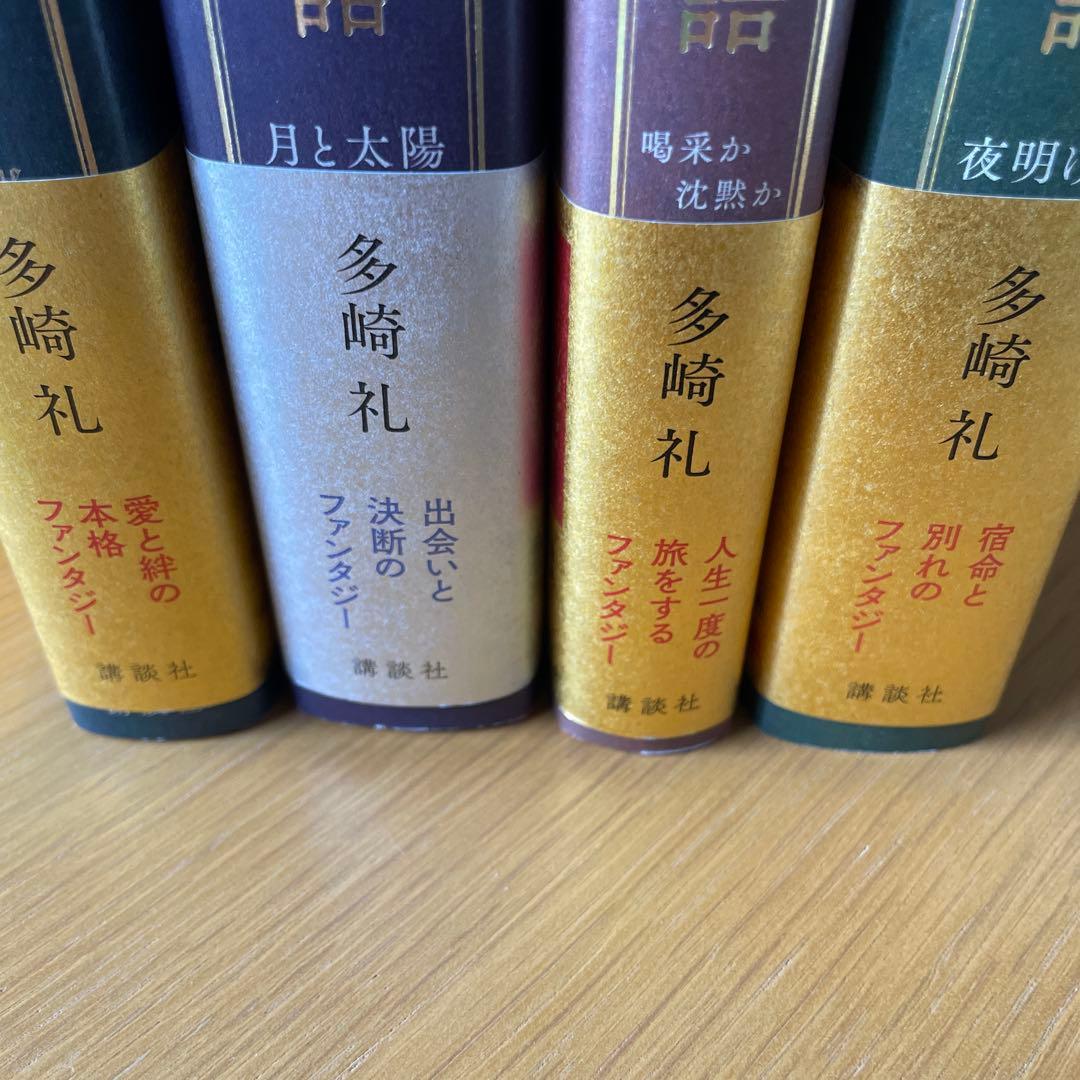 多崎礼
愛と絆の
本格
ファンタジー
講談社
語
月と太陽
多崎礼
出会いと
決断の
ファンタジー
講談社
語
喝采か
沈黙か
多崎礼
人生一度の
旅をする
ファンタジー
講談社
夜明け
多崎礼
宿命と
別れの
ファンタジー
講談社